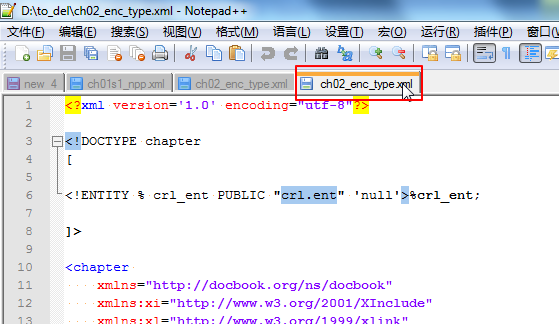 D:\to_del\ch02_enc_type.xml - Notepad++
文件(F) 编辑(E) 搜索(S) 视图(V) 格式(M) 语言(L) 设置(T) 宏(O) 运行(R) 插件(P) 窗口(
new 4 ch01s1_npp.xml ch02_enc_type.xml ch02_enc_type.xml
1 <?xml version='1.0' encoding="utf-8"?>
2
3 <!DOCTYPE chapter
4 [
5
6 <!ENTITY % crl_ent PUBLIC "crl.ent" 'null'>%crl_ent;
7
8 ]>
9
10 <chapter
11 xmlns="http://docbook.org/ns/docbook"
12 xmlns:xi="http://www.w3.org/2001/XInclude"
13 xmlns:xl="http://www.w3.org/1999/xlink"